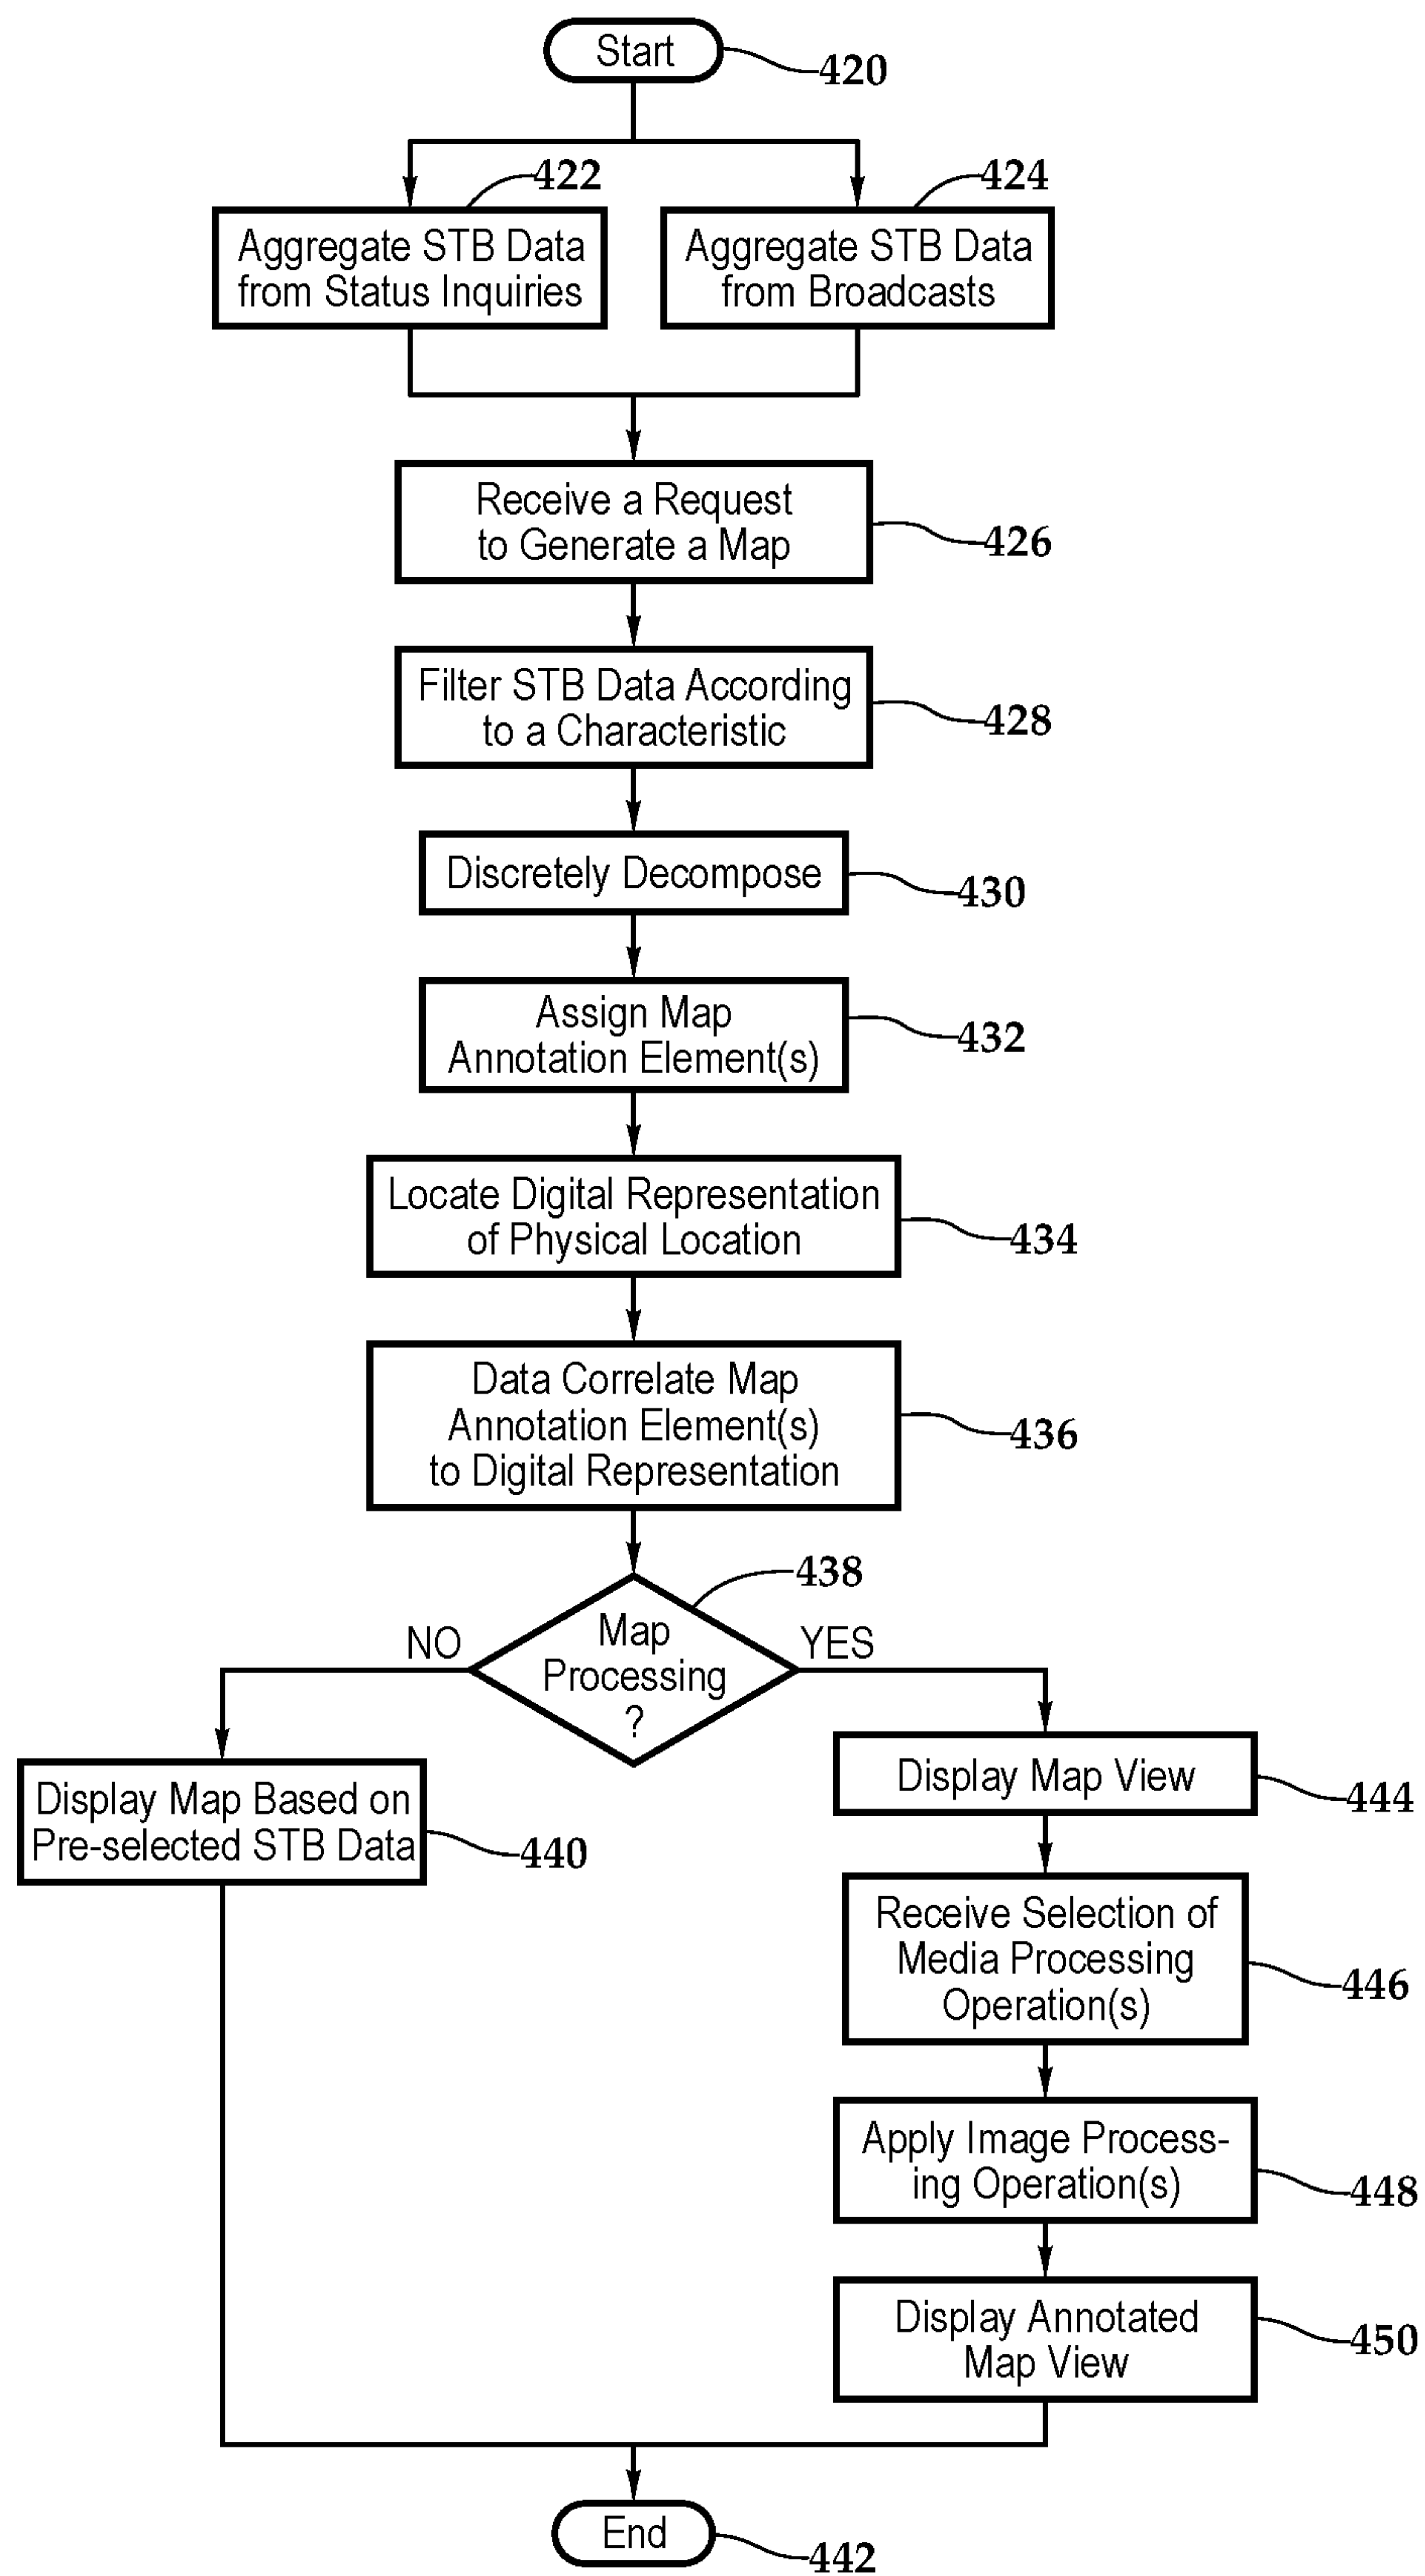 Start
420
422
424
Aggregate STB Data
from Status Inquiries
Aggregate STB Data
from Broadcasts
Receive a Request
to Generate a Map
426
Filter STB Data According
to a Characteristic
428
Discretely Decompose
430
Assign Map
Annotation Element(s)
432
Locate Digital Representation
of Physical Location
434
Data Correlate Map
Annotation Element(s)
to Digital Representation
436
438
Map
Processing
?
NO
YES
Display Map Based on
Pre-selected STB Data
440
Display Map View
444
Receive Selection of
Media Processing
Operation(s)
446
Apply Image Process-
ing Operation(s)
448
Display Annotated
Map View
450
End
442